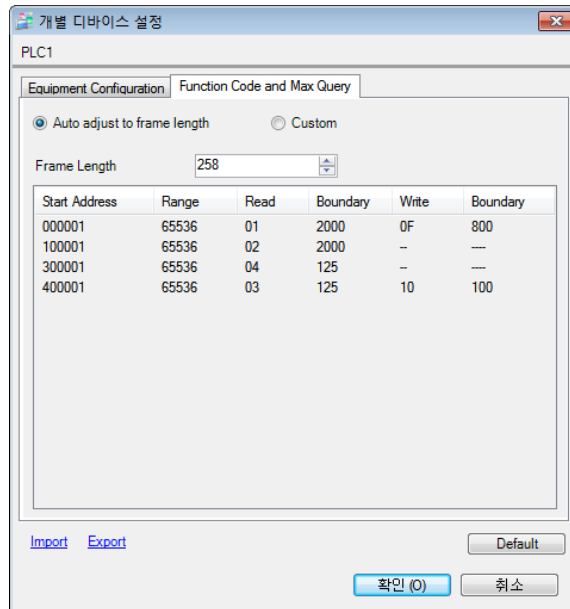 개별 디바이스 설정
PLC1
Equipment Configuration Function Code and Max Query
Auto adjust to frame length Custom
Frame Length 258
Start Address Range Read Boundary Write Boundary
000001 65536 01 2000 0F 800
100001 65536 02 2000 -- ----
300001 65536 04 125 -- ----
400001 65536 03 125 10 100
Import Export Default
확인 (O) 취소